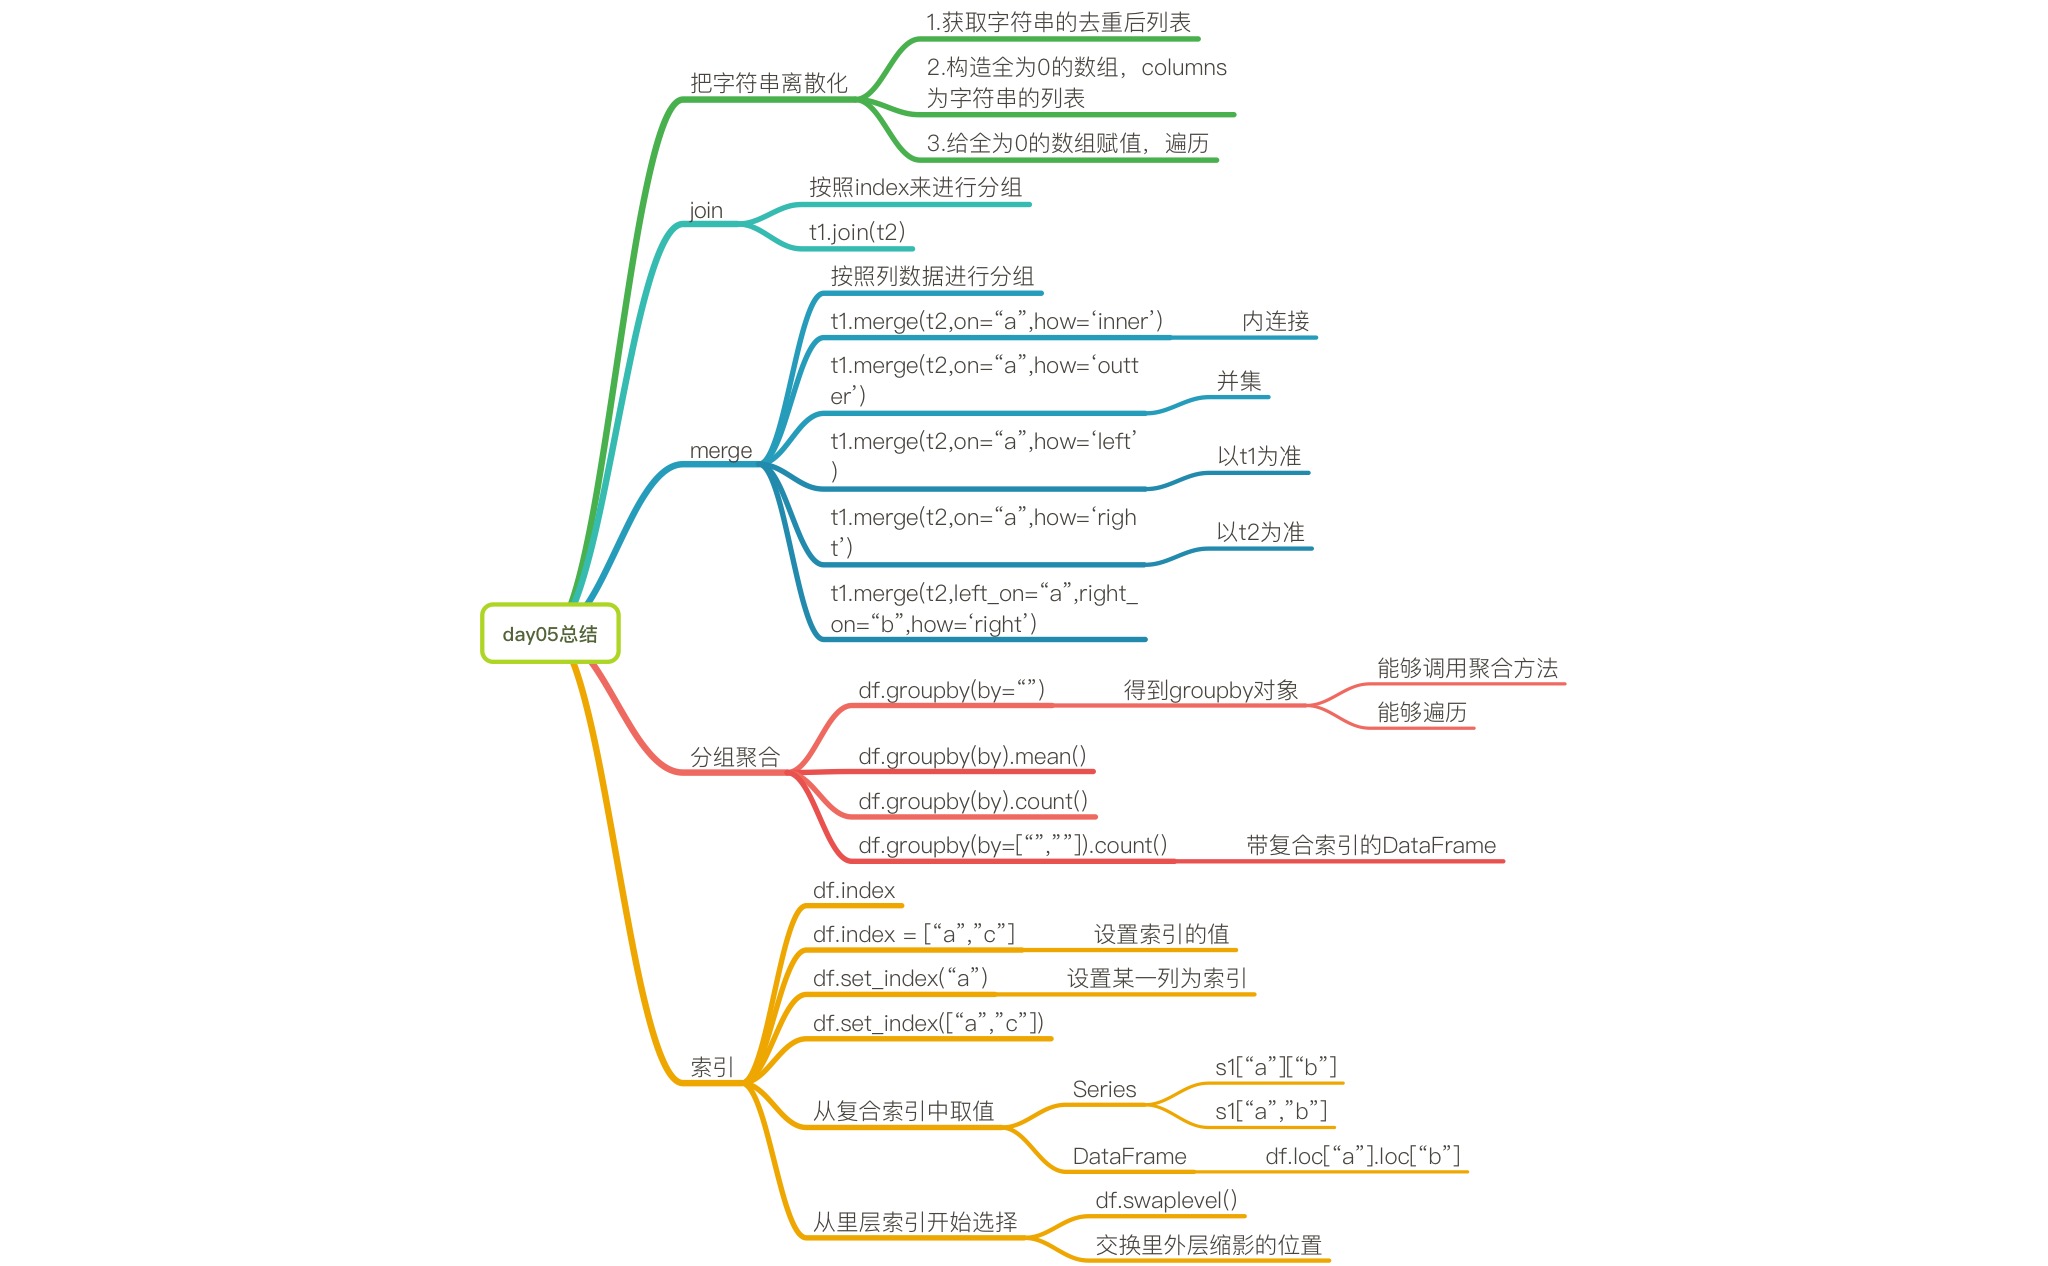 1.获取字符串的去重后列表
把字符串离散化
2.构造全为0的数组，columns
为字符串的列表
3.给全为0的数组赋值，遍历
join
按照index来进行分组
t1.join(t2)
merge
按照列数据进行分组
t1.merge(t2,on=“a”,how=‘inner’)
内连接
t1.merge(t2,on=“a”,how=‘outt
er’)
并集
t1.merge(t2,on=“a”,how=‘left’
)
以t1为准
t1.merge(t2,on=“a”,how=‘righ
t’)
以t2为准
t1.merge(t2,left_on=“a”,right_
on=“b”,how=‘right’)
day05总结
分组聚合
df.groupby(by=“”)
得到groupby对象
能够调用聚合方法
能够遍历
df.groupby(by).mean()
df.groupby(by).count()
df.groupby(by=[“”,””]).count()
带复合索引的DataFrame
索引
df.index
df.index = [“a”,”c”]
设置索引的值
df.set_index(“a”)
设置某一列为索引
df.set_index([“a”,”c”])
从复合索引中取值
Series
s1[“a”][“b”]
s1[“a”,”b”]
DataFrame
df.loc[“a”].loc[“b”]
从里层索引开始选择
df.swaplevel()
交换里外层缩影的位置